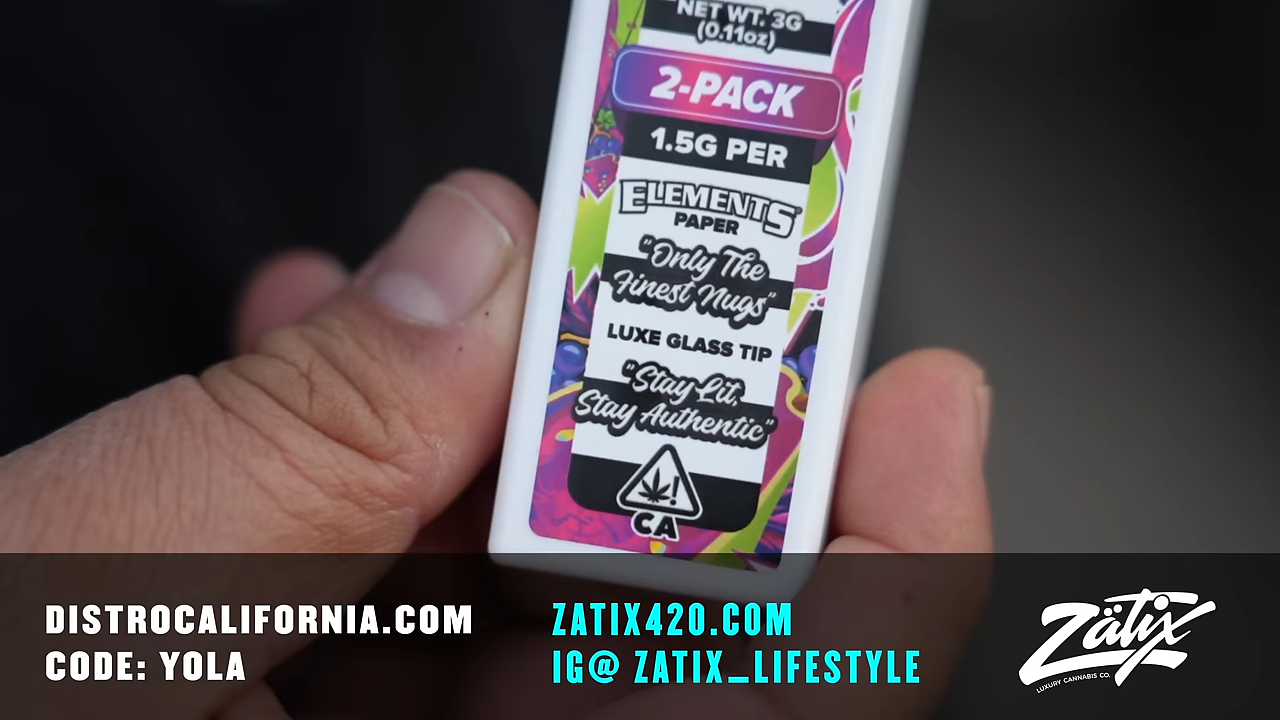 NET WT. 3G
(0.11oz)
2-PACK
1.5G PER
ELEMENTS®
PAPER
"Only The
Finest Nugs"
LUXE GLASS TIP
"Stay Lit,
Stay Authentic"
!
CA
DISTROCALIFORNIA.COM
CODE: YOLA
ZATIX420.COM
IG@ ZATIX_LIFESTYLE
Zätix
LUXURY CANNABIS CO.